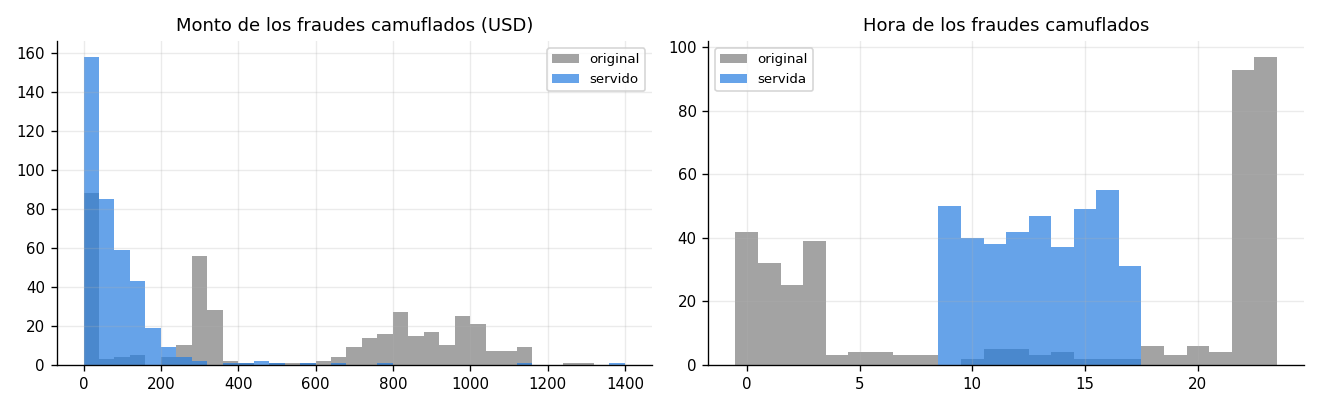 Monto de los fraudes camuflados (USD)
original
servido
160
140
120
100
80
60
40
20
0
0 200 400 600 800 1000 1200 1400
Hora de los fraudes camuflados
original
servida
100
80
60
40
20
0
0 5 10 15 20